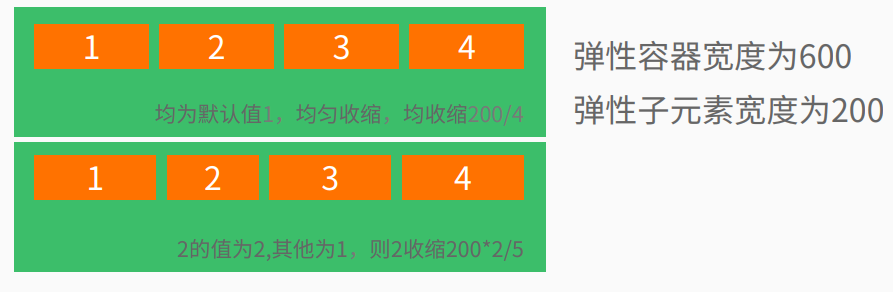 1 2 3 4
均为默认值1，均匀收缩，均收缩200/4
1 2 3 4
2的值为2,其他为1，则2收缩200*2/5
弹性容器宽度为600
弹性子元素宽度为200